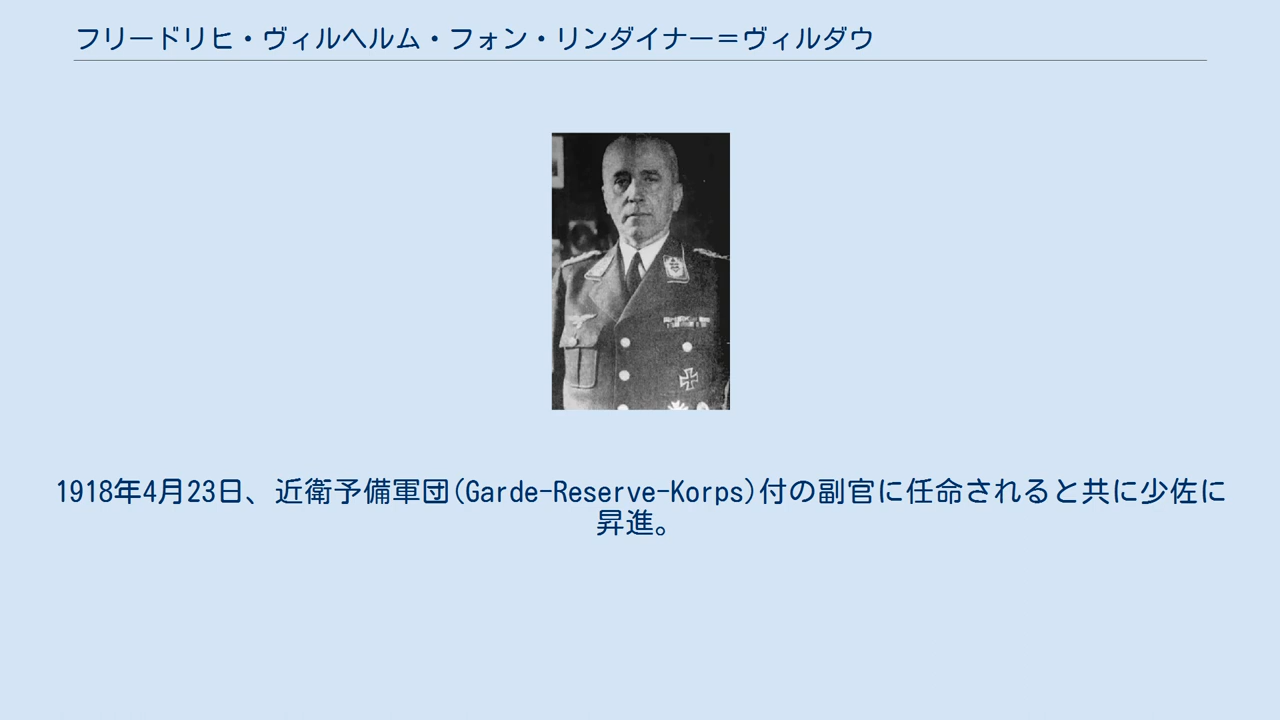 フリードリヒ・ヴィルヘルム・フォン・リンダイナー＝ヴィルダウ
1918年4月23日、近衛予備軍団(Garde-Reserve-Korps)付の副官に任命されると共に少佐に
昇進。